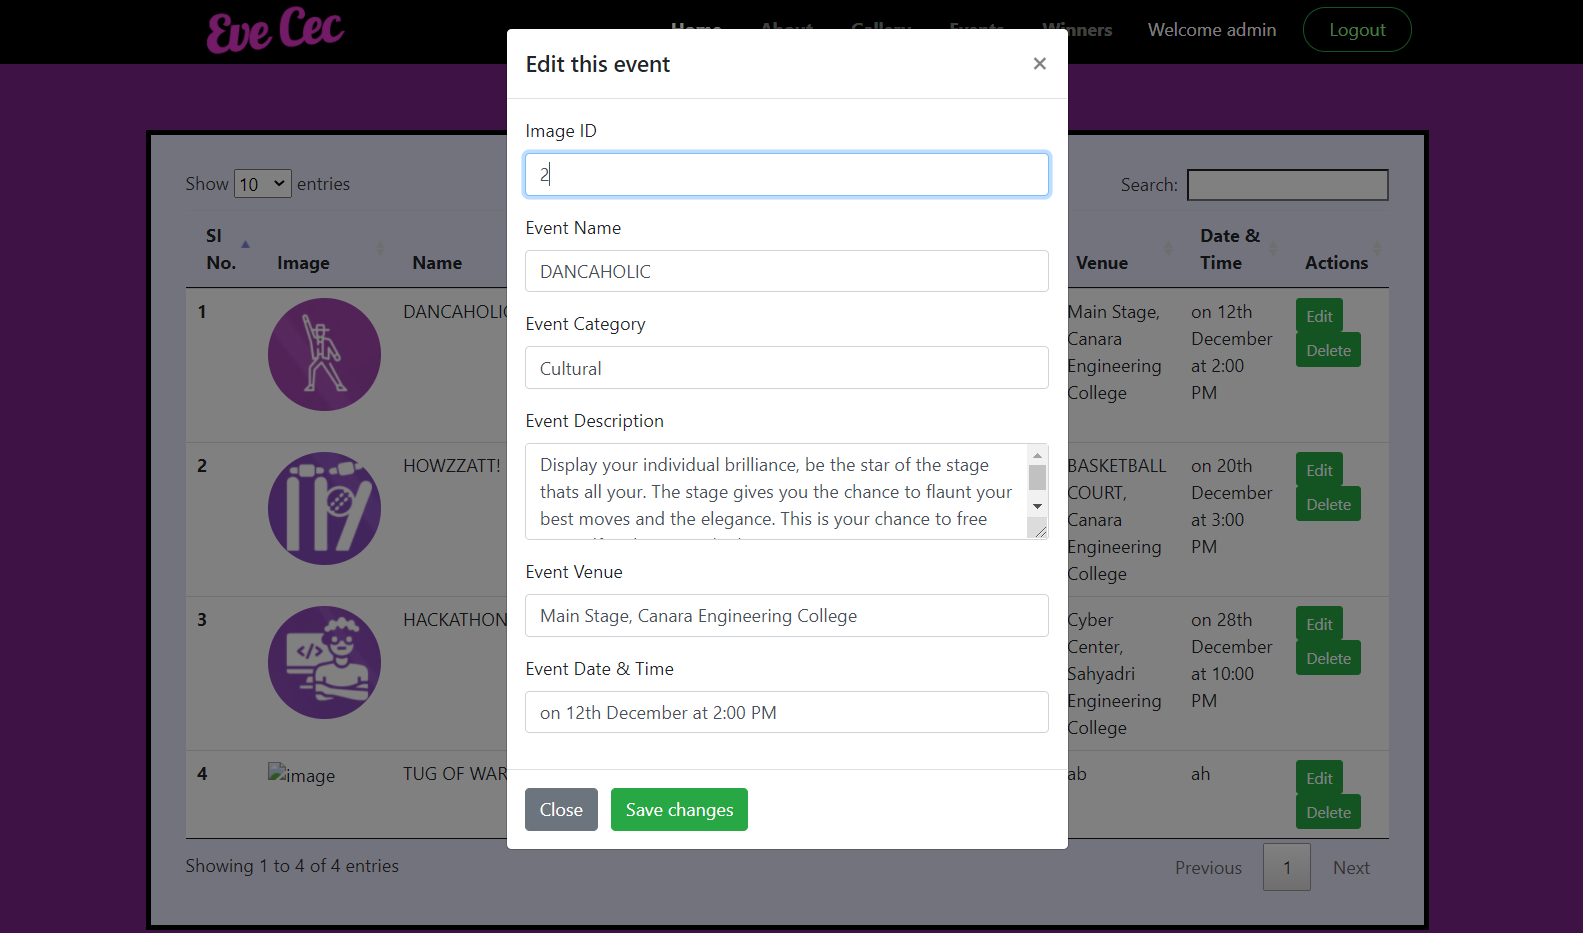 Eve Cec
Home About Gallery Events Winners Welcome admin Logout
Edit this event ×
Image ID
2
Event Name
DANCAHOLIC
Event Category
Cultural
Event Description
Display your individual brilliance, be the star of the stage
thats all your. The stage gives you the chance to flaunt your
best moves and the elegance. This is your chance to free
Event Venue
Main Stage, Canara Engineering College
Event Date & Time
on 12th December at 2:00 PM
Close Save changes
Show 10 entries
Search:
Sl
No.
Image
Name
Venue
Date &
Time
Actions
1
DANCAHOLIC
Main Stage,
Canara
Engineering
College
on 12th
December
at 2:00
PM
Edit
Delete
2
HOWZZATT!
BASKETBALL
COURT,
Canara
Engineering
College
on 20th
December
at 3:00
PM
Edit
Delete
3
</>
HACKATHON
Cyber
Center,
Sahyadri
Engineering
College
on 28th
December
at 10:00
PM
Edit
Delete
4
image
TUG OF WAR
ab
ah
Edit
Delete
Showing 1 to 4 of 4 entries
Previous 1 Next